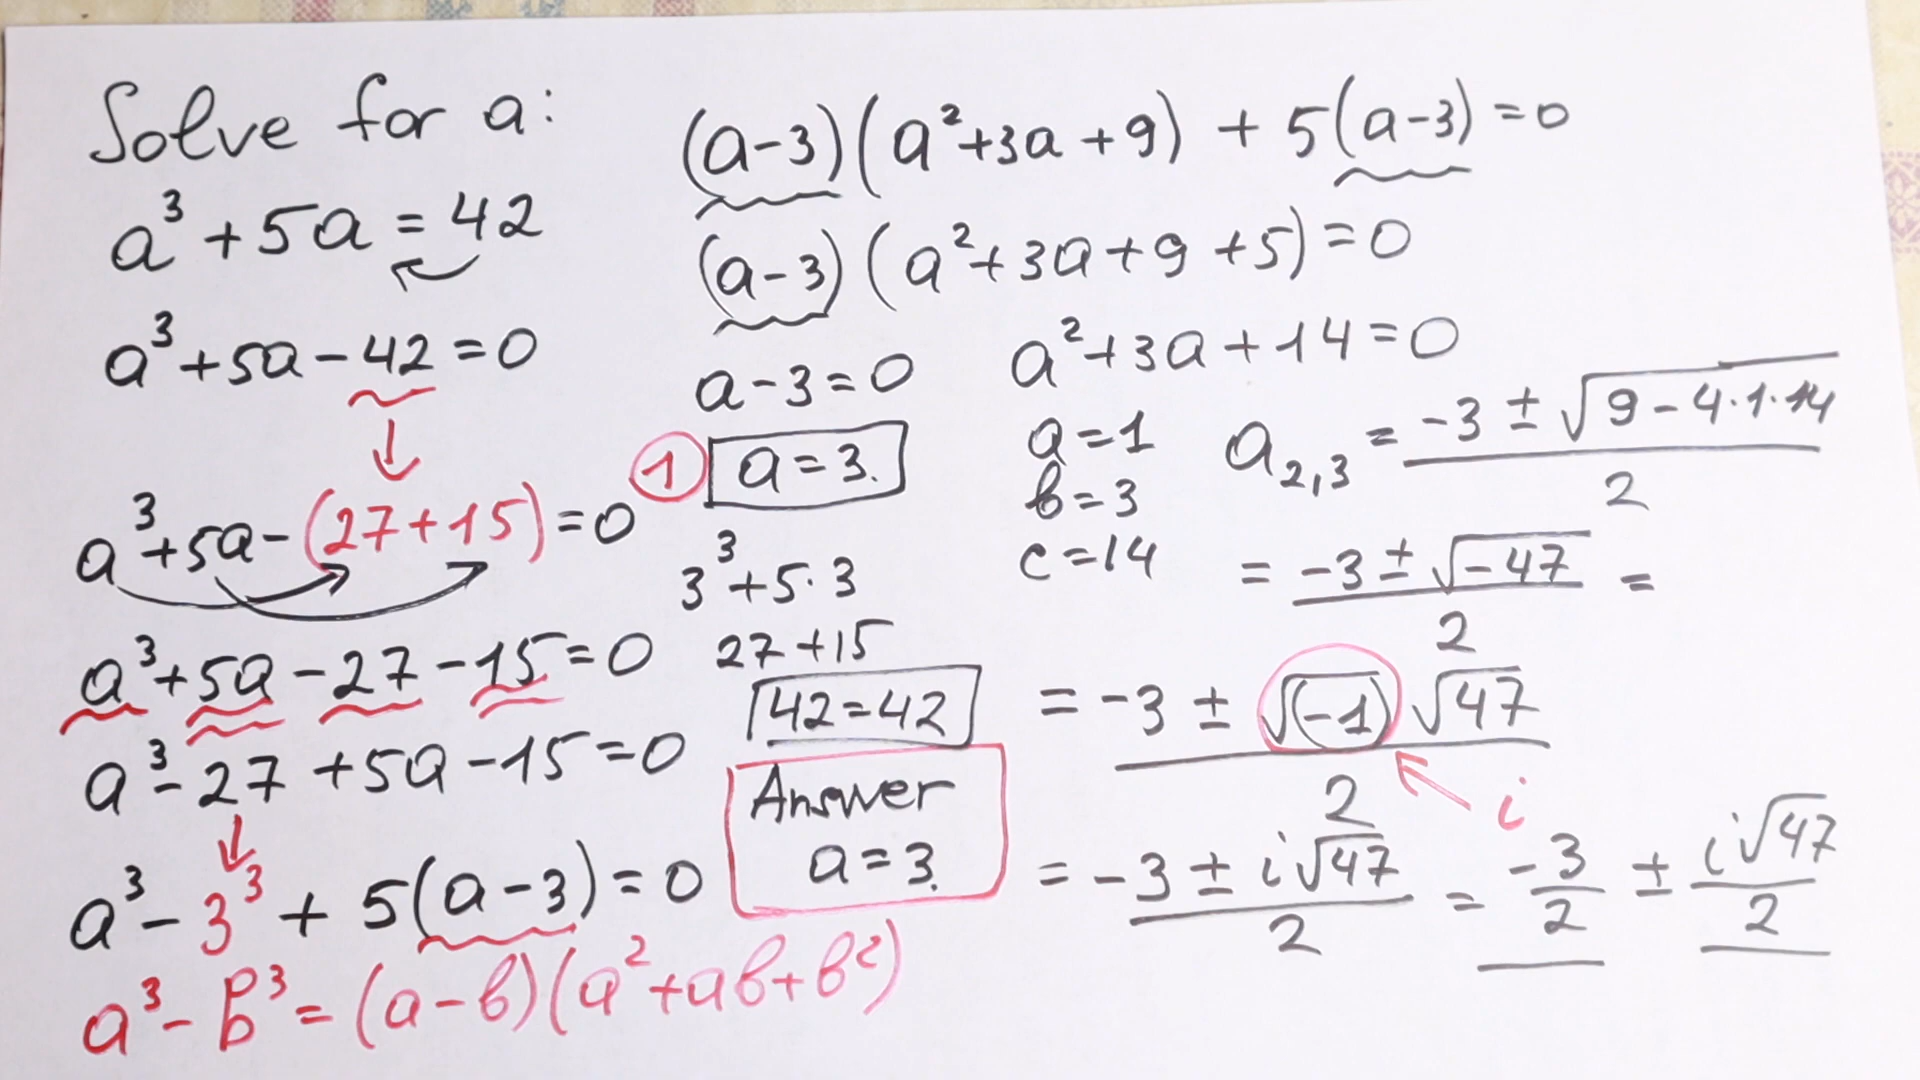 Solve for a:
a³ + 5a = 42
a³ + 5a - 42 = 0
a³ + 5a - (27 + 15) = 0
a³ + 5a - 27 - 15 = 0
a³ - 27 + 5a - 15 = 0
a³ - 3³ + 5(a - 3) = 0
a³ - b³ = (a - b)(a² + ab + b²)
(a - 3)(a² + 3a + 9) + 5(a - 3) = 0
(a - 3)(a² + 3a + 9 + 5) = 0
a - 3 = 0
1 a = 3.
3³ + 5·3
27 + 15
42 = 42
Answer
a = 3.
a² + 3a + 14 = 0
a = 1
b = 3
c = 14
a₂,₃ = (-3 ± √(9 - 4·1·14))/2
= (-3 ± √(-47))/2 =
= (-3 ± √(-1) √47)/2
i
= (-3 ± i√47)/2 = -3/2 ± i√47/2